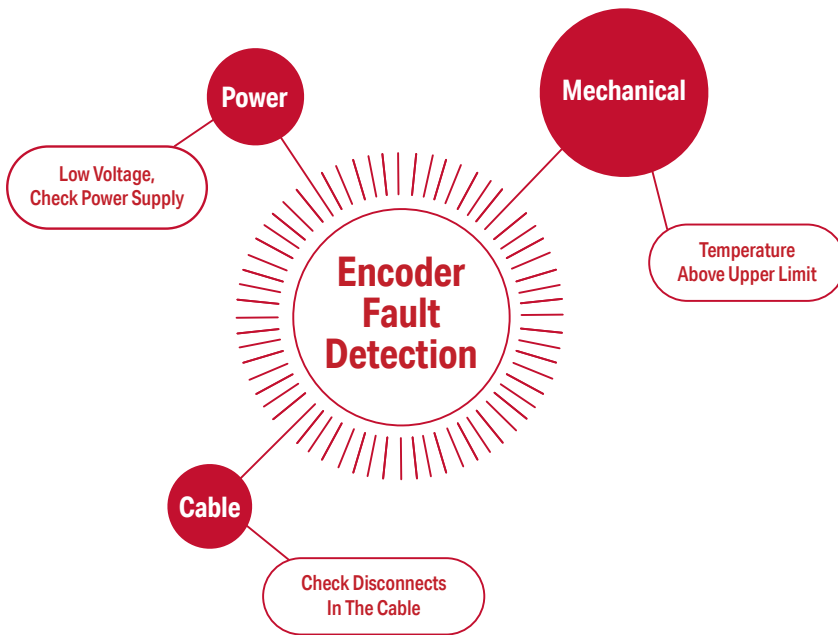 Power
Mechanical
Low Voltage,
Check Power Supply
Temperature
Above Upper Limit
Encoder
Fault
Detection
Cable
Check Disconnects
In The Cable